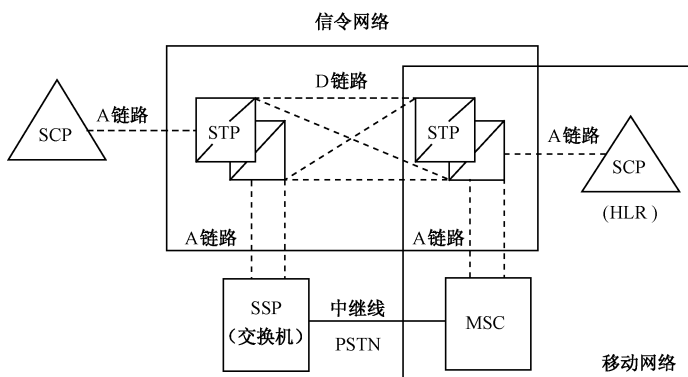 信令网络
D链路
A链路
SCP
STP
STP
A链路
SCP
(HLR)
A链路
A链路
SSP
(交换机)
中继线
PSTN
MSC
移动网络